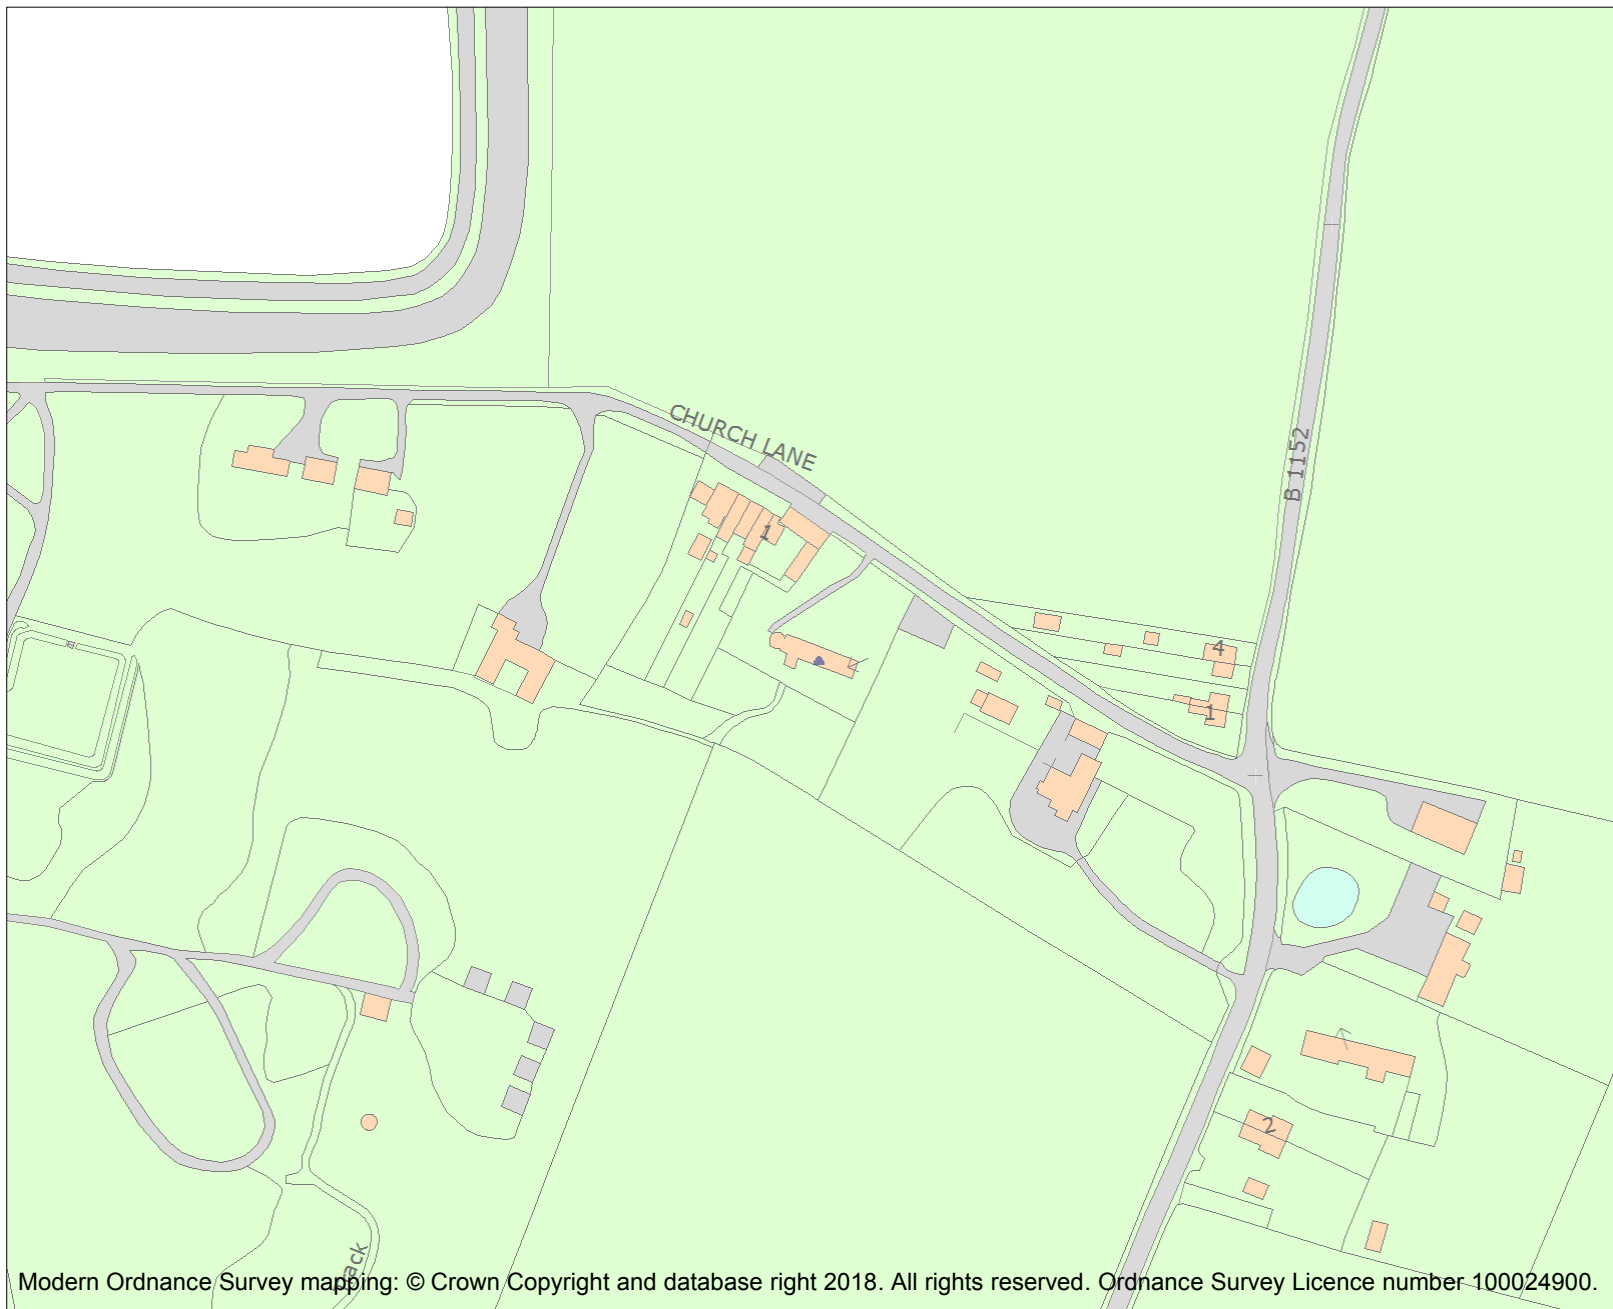 CHURCH LANE
B 1152
1
4
1
2
Modern Ordnance Survey mapping: © Crown Copyright and database right 2018. All rights reserved. Ordnance Survey Licence number 100024900.